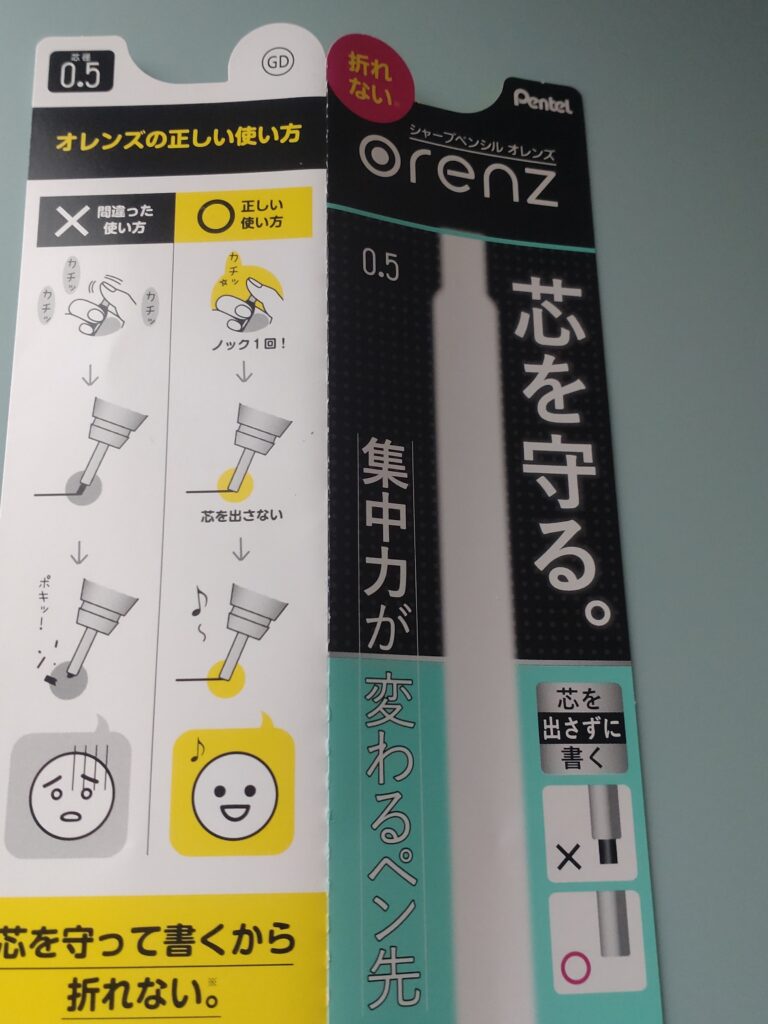 芯径
0.5
GD
オレンズの正しい使い方
間違った
使い方
正しい
使い方
カチッ
カチッ
カチッ
カチッ
ノック1回！
芯を出さない
ポキッ！
芯を守って書くから
折れない。※
折れ
ない※
Pentel
シャープペンシル オレンズ
orenz
0.5
芯を守る。
集中力が変わるペン先
芯を
出さずに
書く